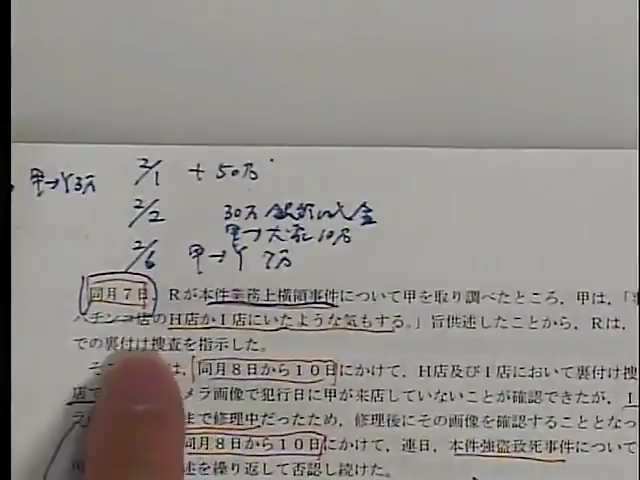 甲→Y3万 2/1 +50万
2/2 30万 銀行に入金
甲→大家10万
2/6 甲→Y 7万
同月7日 Rが本件業務上横領事件について甲を取り調べたところ，甲は，「
パチンコ店のH店かI店にいたような気もする。」旨供述したことから，Rは，
での裏付け捜査を指示した。
は，同月8日から10日にかけて，H店及びI店において裏付け捜
店で メラ画像で犯行日に甲が来店していないことが確認できたが，I
まで修理中だったため，修理後にその画像を確認することとなっ
同月8日から10日にかけて，連日，本件強盗致死事件について
述を繰り返して否認し続けた。